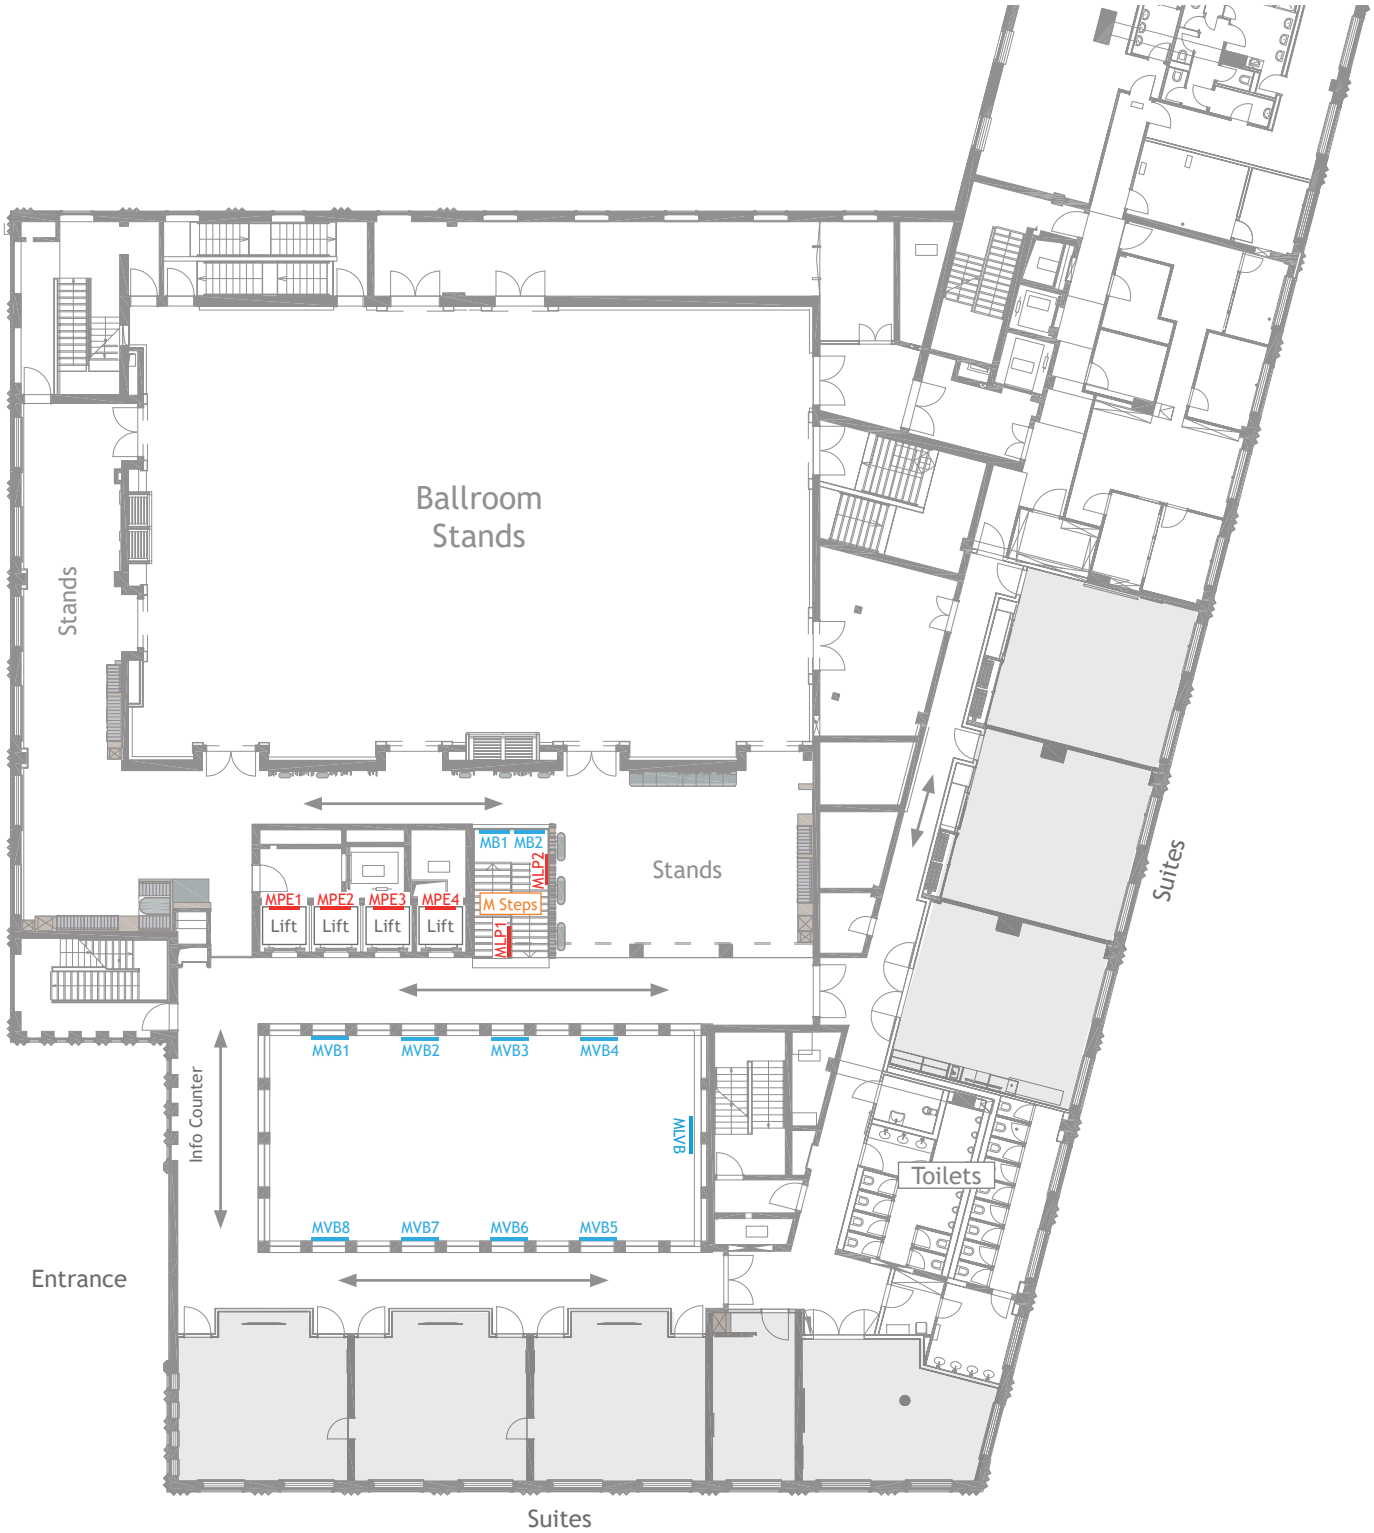 Ballroom
Stands
Stands
MB1
MB2
MLP2
Stands
Suites
MPE1
MPE2
MPE3
MPE4
M Steps
Lift
Lift
Lift
Lift
MLP1
MVB1
MVB2
MVB3
MVB4
Info Counter
MLVB
Toilets
MVB8
MVB7
MVB6
MVB5
Entrance
Suites